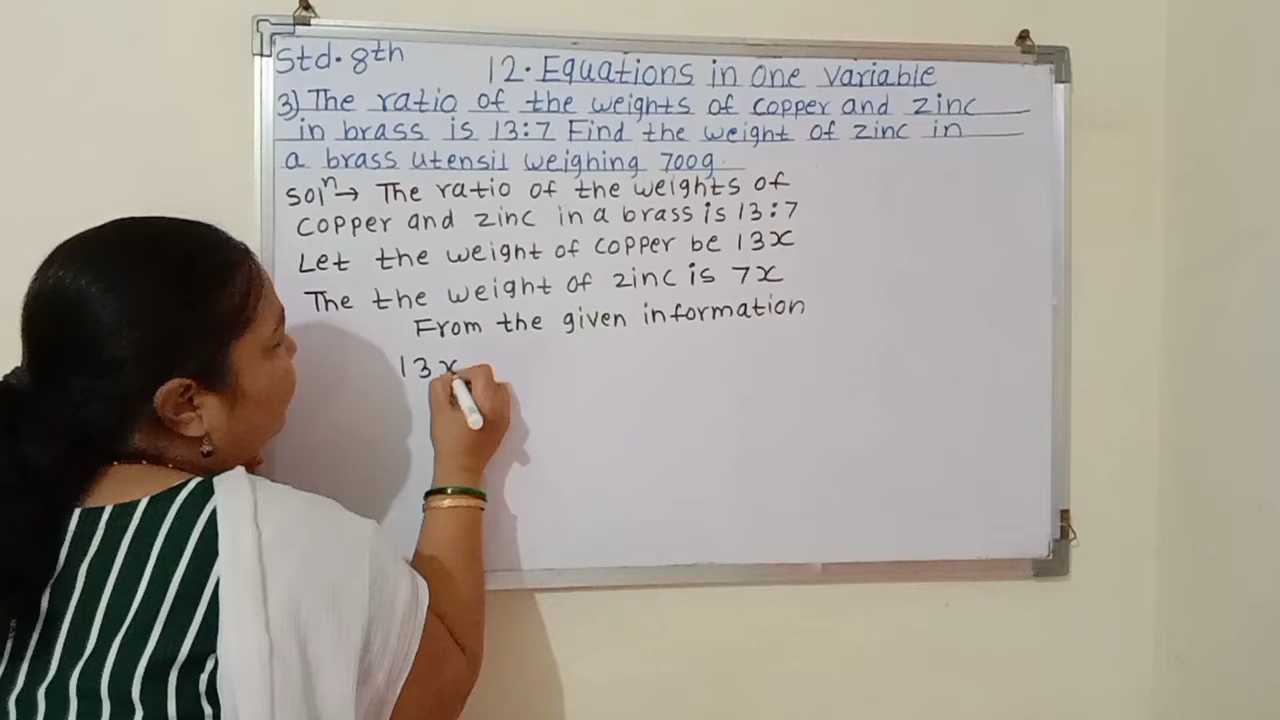 Std. 8th
12. Equations in one variable
3) The ratio of the weights of copper and zinc
in brass is 13:7 Find the weight of zinc in
a brass utensil weighing 700g.
Solⁿ → The ratio of the weights of
copper and zinc in a brass is 13:7
Let the weight of copper be 13x
The the weight of zinc is 7x
From the given information
13x